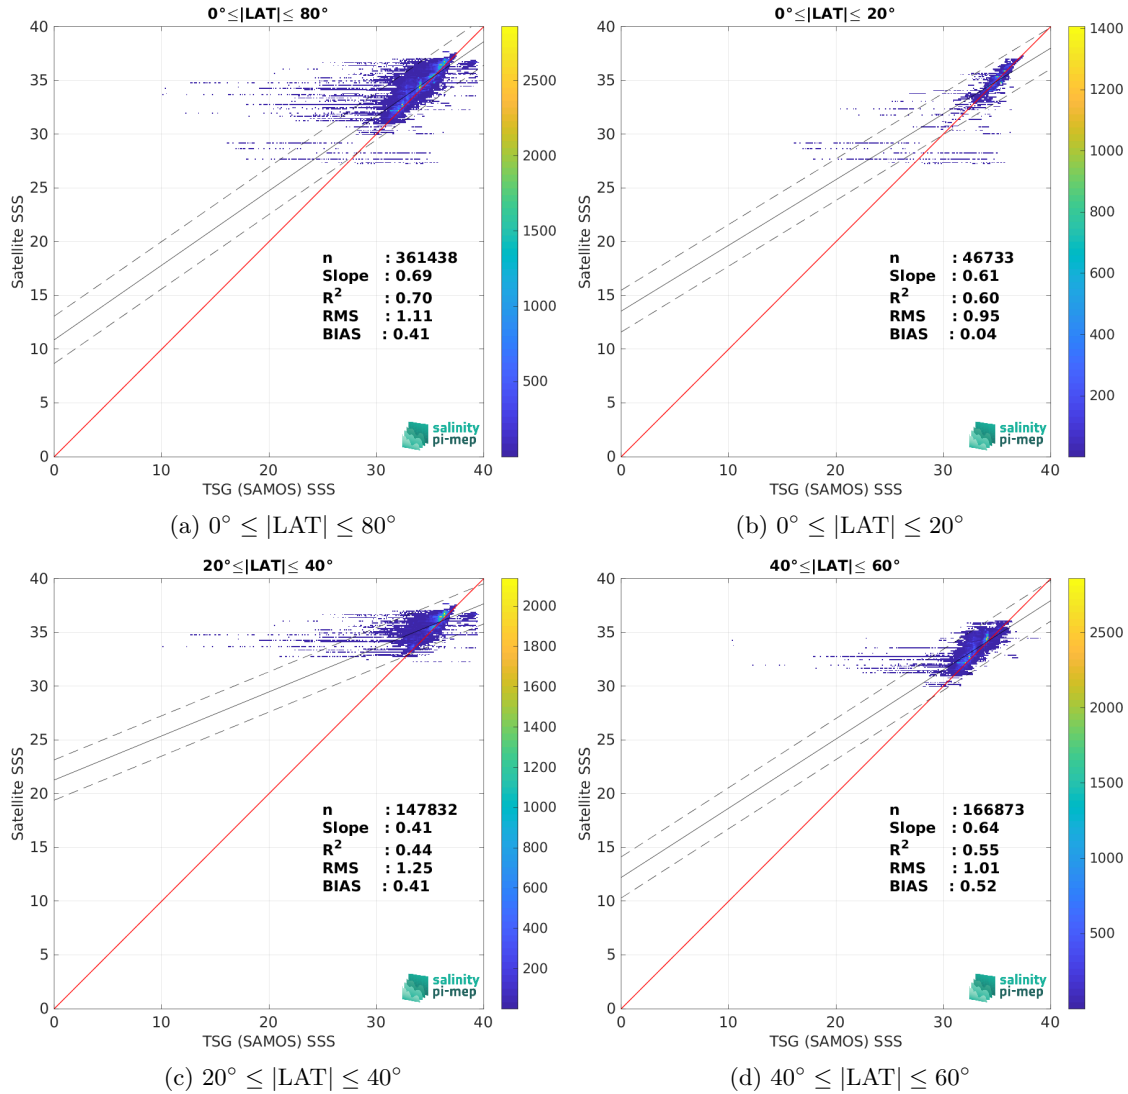 0°≤|LAT|≤ 80°
40
35
30
25
20
15
10
5
0
0 10 20 30 40
Satellite SSS
TSG (SAMOS) SSS
n : 361438
Slope : 0.69
R² : 0.70
RMS : 1.11
BIAS : 0.41
salinity
pi-mep
2500
2000
1500
1000
500
(a) 0° ≤ |LAT| ≤ 80°
0°≤|LAT|≤ 20°
40
35
30
25
20
15
10
5
0
0 10 20 30 40
Satellite SSS
TSG (SAMOS) SSS
n : 46733
Slope : 0.61
R² : 0.60
RMS : 0.95
BIAS : 0.04
salinity
pi-mep
1400
1200
1000
800
600
400
200
(b) 0° ≤ |LAT| ≤ 20°
20°≤|LAT|≤ 40°
40
35
30
25
20
15
10
5
0
0 10 20 30 40
Satellite SSS
TSG (SAMOS) SSS
n : 147832
Slope : 0.41
R² : 0.44
RMS : 1.25
BIAS : 0.41
salinity
pi-mep
2000
1800
1600
1400
1200
1000
800
600
400
200
(c) 20° ≤ |LAT| ≤ 40°
40°≤|LAT|≤ 60°
40
35
30
25
20
15
10
5
0
0 10 20 30 40
Satellite SSS
TSG (SAMOS) SSS
n : 166873
Slope : 0.64
R² : 0.55
RMS : 1.01
BIAS : 0.52
salinity
pi-mep
2500
2000
1500
1000
500
(d) 40° ≤ |LAT| ≤ 60°